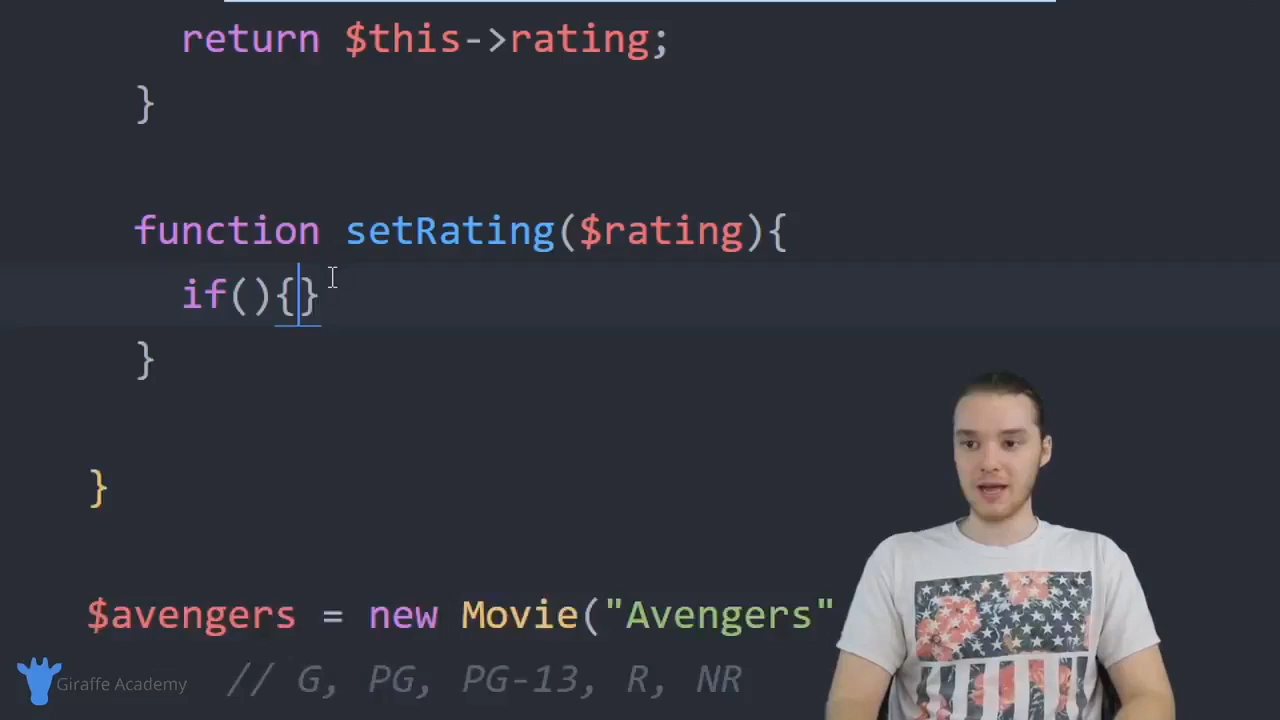 return $this->rating;
}
function setRating($rating){
if(){}
}
}
$avengers = new Movie("Avengers"
// G, PG, PG-13, R, NR
Giraffe Academy